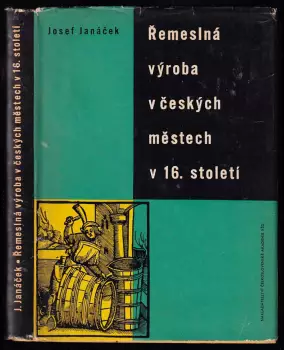 J. Janáček • Řemeslná výroba v českých městech v 16. století
Josef Janáček
Řemeslná
výroba
v českých
městech
v 16. století